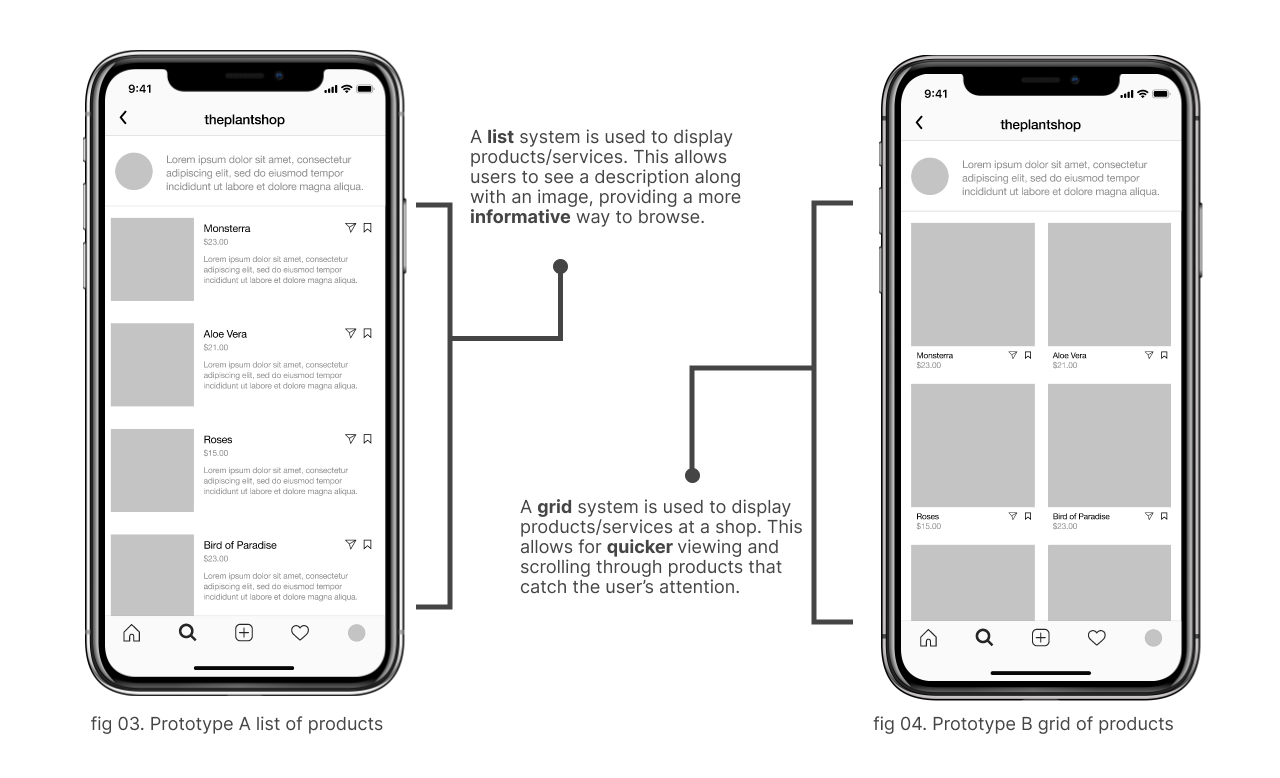 9:41
theplantshop
Lorem ipsum dolor sit amet, consectetur
adipiscing elit, sed do eiusmod tempor
incididunt ut labore et dolore magna aliqua.
Monsterra
$23.00
Lorem ipsum dolor sit amet, consectetur
adipiscing elit, sed do eiusmod tempor
incididunt ut labore et dolore magna aliqua.
Aloe Vera
$21.00
Lorem ipsum dolor sit amet, consectetur
adipiscing elit, sed do eiusmod tempor
incididunt ut labore et dolore magna aliqua.
Roses
$15.00
Lorem ipsum dolor sit amet, consectetur
adipiscing elit, sed do eiusmod tempor
incididunt ut labore et dolore magna aliqua.
Bird of Paradise
$23.00
Lorem ipsum dolor sit amet, consectetur
adipiscing elit, sed do eiusmod tempor
incididunt ut labore et dolore magna aliqua.
fig 03. Prototype A list of products
A list system is used to display
products/services. This allows
users to see a description along
with an image, providing a more
informative way to browse.
A grid system is used to display
products/services at a shop. This
allows for quicker viewing and
scrolling through products that
catch the user’s attention.
9:41
theplantshop
Lorem ipsum dolor sit amet, consectetur
adipiscing elit, sed do eiusmod tempor
incididunt ut labore et dolore magna aliqua.
Monsterra
$23.00
Aloe Vera
$21.00
Roses
$15.00
Bird of Paradise
$23.00
fig 04. Prototype B grid of products